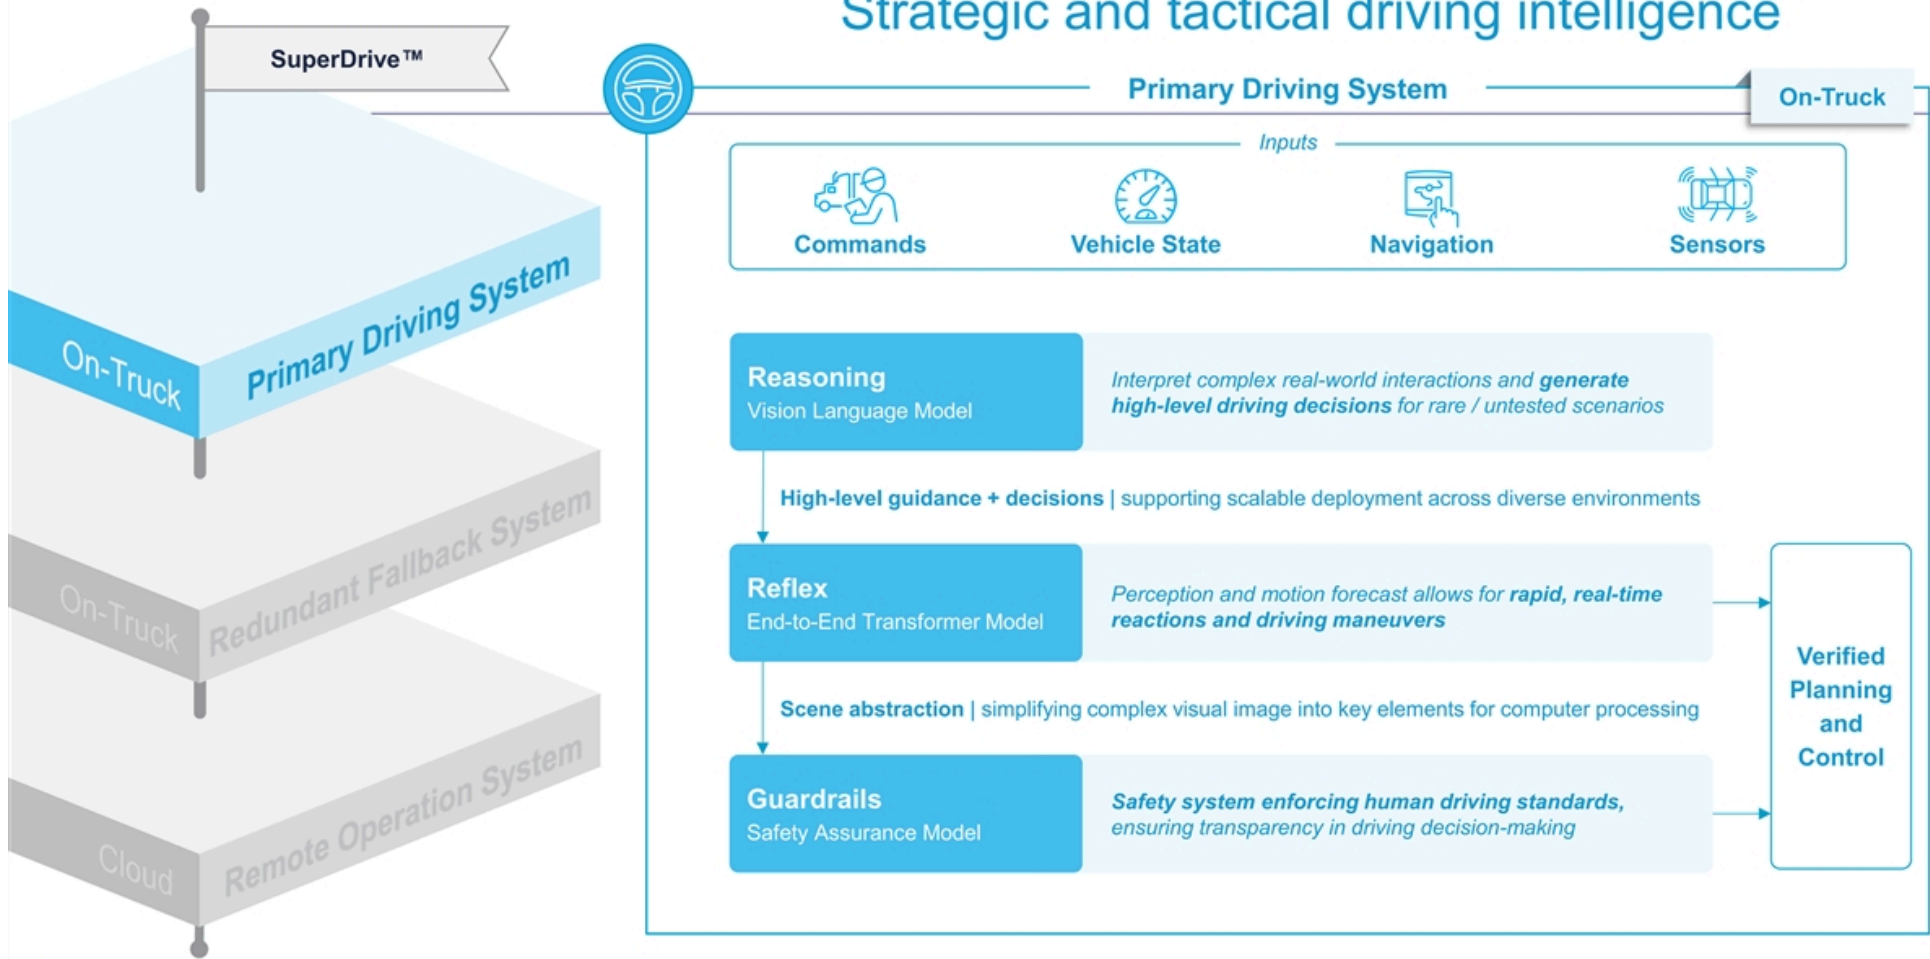 Strategic and tactical driving intelligence
SuperDrive™
Primary Driving System
On-Truck
Inputs
Commands
Vehicle State
Navigation
Sensors
On-Truck
Primary Driving System
Reasoning
Vision Language Model
Interpret complex real-world interactions and generate
high-level driving decisions for rare / untested scenarios
High-level guidance + decisions | supporting scalable deployment across diverse environments
On-Truck
Redundant Fallback System
Reflex
End-to-End Transformer Model
Perception and motion forecast allows for rapid, real-time
reactions and driving maneuvers
Verified
Planning
and
Control
Scene abstraction | simplifying complex visual image into key elements for computer processing
Cloud
Remote Operation System
Guardrails
Safety Assurance Model
Safety system enforcing human driving standards,
ensuring transparency in driving decision-making